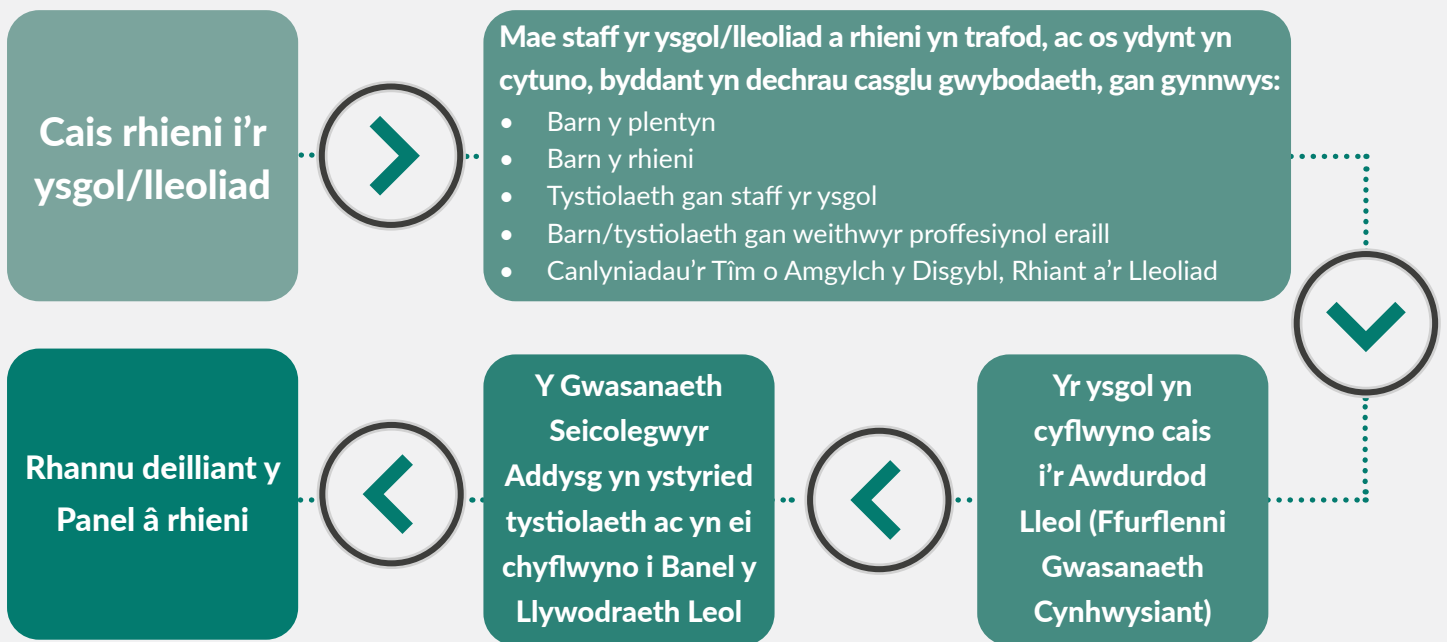 Cais rhieni i'r
ysgol/lleoliad
Mae staff yr ysgol/lleoliad a rhieni yn trafod, ac os ydynt yn
cytuno, byddant yn dechrau casglu gwybodaeth, gan gynnwys:
• Barn y plentyn
• Barn y rhieni
• Tystiolaeth gan staff yr ysgol
• Barn/tystiolaeth gan weithwyr proffesiynol eraill
• Canlyniadau'r Tîm o Amgylch y Disgybl, Rhiant a'r Lleoliad
Yr ysgol yn
cyflwyno cais
i'r Awdurdod
Lleol (Ffurflenni
Gwasanaeth
Cynhwysiant)
Y Gwasanaeth
Seicolegwyr
Addysg yn ystyried
tystiolaeth ac yn ei
chyflwyno i Banel y
Llywodraeth Leol
Rhannu deilliant y
Panel â rhieni